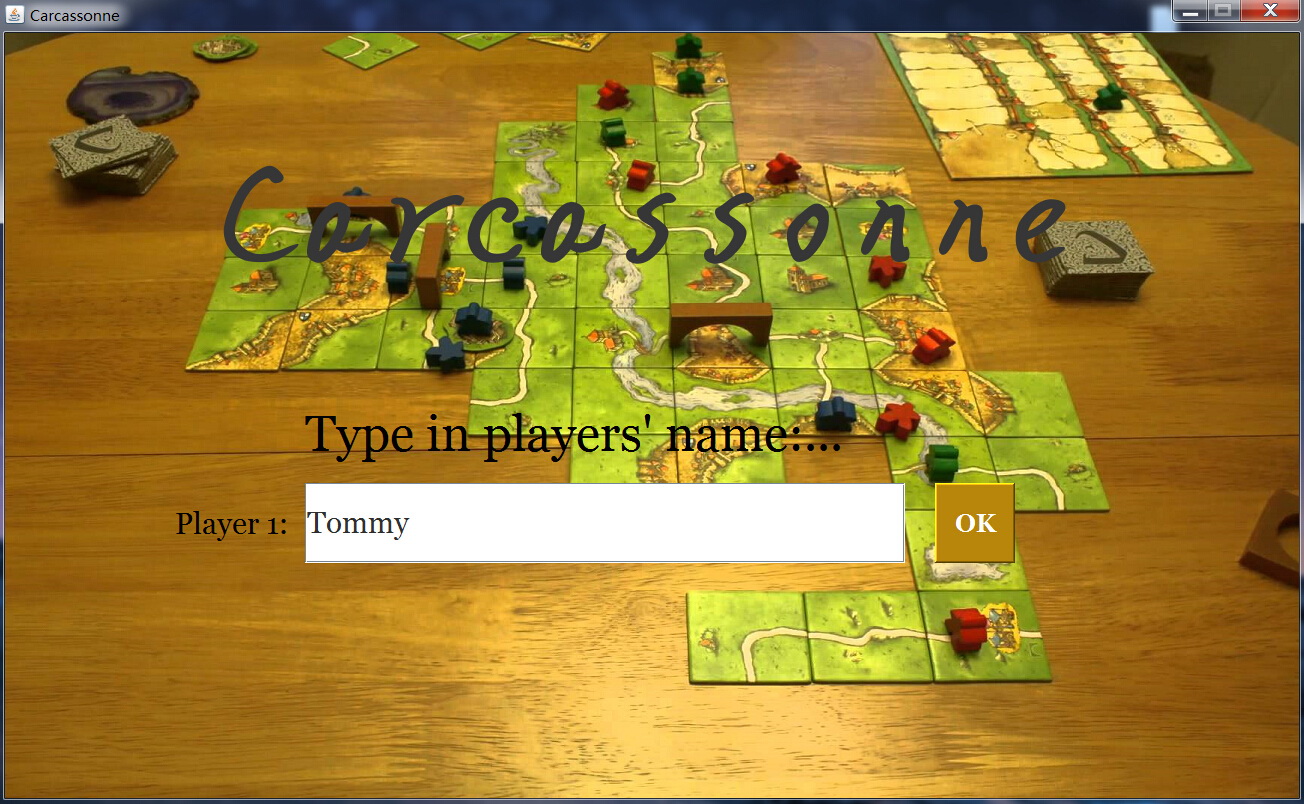 Carcassonne
Carcassonne
Type in players' name:...
Player 1: Tommy
OK